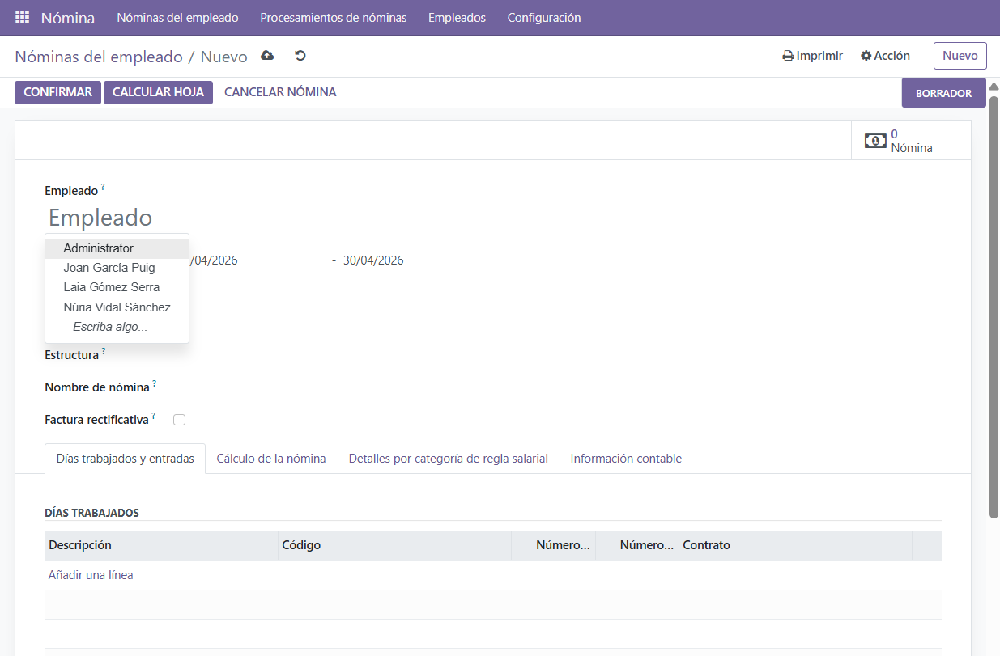 Nómina Nóminas del empleado Procesamientos de nóminas Empleados Configuración
Nóminas del empleado / Nuevo Imprimir Acción Nuevo
CONFIRMAR CALCULAR HOJA CANCELAR NÓMINA BORRADOR
0
Nómina
Empleado ?
Empleado
Administrator
Joan García Puig
/04/2026 - 30/04/2026
Laia Gómez Serra
Núria Vidal Sánchez
Escriba algo...
Estructura ?
Nombre de nómina ?
Factura rectificativa ?
Días trabajados y entradas Cálculo de la nómina Detalles por categoría de regla salarial Información contable
DÍAS TRABAJADOS
Descripción Código Número... Número... Contrato
Añadir una línea